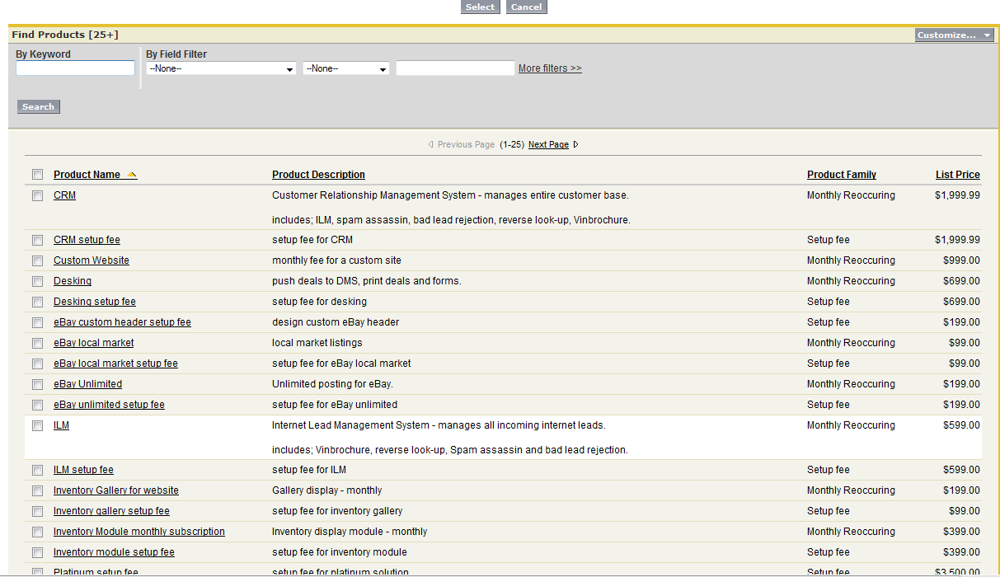 Select Cancel
Find Products [25+] Customize...
By Keyword By Field Filter
--None-- --None-- More filters >>
Search
Previous Page (1-25) Next Page
Product Name Product Description Product Family List Price
CRM Customer Relationship Management System - manages entire customer base. Monthly Reoccuring $1,999.99
includes; ILM, spam assassin, bad lead rejection, reverse look-up, Vinbrochure.
CRM setup fee setup fee for CRM Setup fee $1,999.99
Custom Website monthly fee for a custom site Monthly Reoccuring $999.00
Desking push deals to DMS, print deals and forms. Monthly Reoccuring $699.00
Desking setup fee setup fee for desking Setup fee $699.00
eBay custom header setup fee design custom eBay header Setup fee $199.00
eBay local market local market listings Monthly Reoccuring $99.00
eBay local market setup fee setup fee for eBay local market Setup fee $99.00
eBay Unlimited Unlimited posting for eBay. Monthly Reoccuring $199.00
eBay unlimited setup fee setup fee for eBay unlimited Setup fee $199.00
ILM Internet Lead Management System - manages all incoming internet leads. Monthly Reoccuring $599.00
includes; Vinbrochure, reverse look-up, Spam assassin and bad lead rejection.
ILM setup fee setup fee for ILM Setup fee $599.00
Inventory Gallery for website Gallery display - monthly Monthly Reoccuring $199.00
Inventory gallery setup fee setup fee for inventory gallery Setup fee $99.00
Inventory Module monthly subscription Inventory display module - monthly Monthly Reoccuring $399.00
Inventory module setup fee setup fee for inventory module Setup fee $399.00
Platinum setup fee setup fee for platinum solution Setup fee $3,500.00